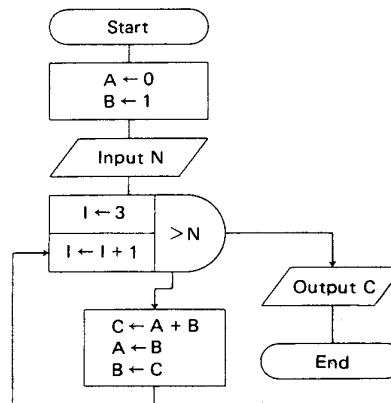 Start
A ← 0
B ← 1
Input N
I ← 3
I ← I + 1
> N
C ← A + B
A ← B
B ← C
Output C
End